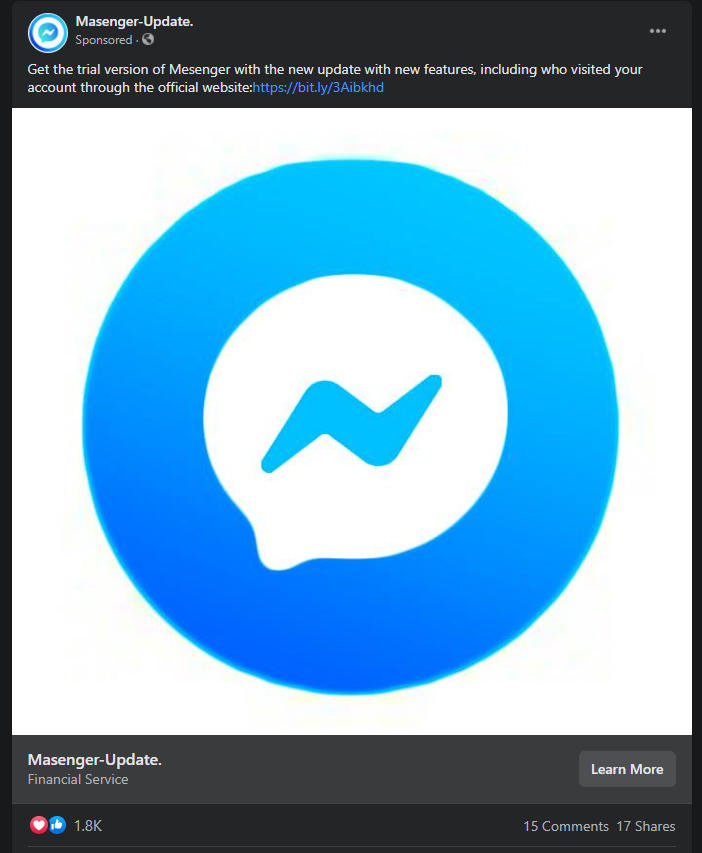 Masenger-Update.
Sponsored ·
Get the trial version of Mesenger with the new update with new features, including who visited your
account through the official website:https://bit.ly/3Aibkhd
Masenger-Update.
Financial Service
Learn More
1.8K
15 Comments 17 Shares